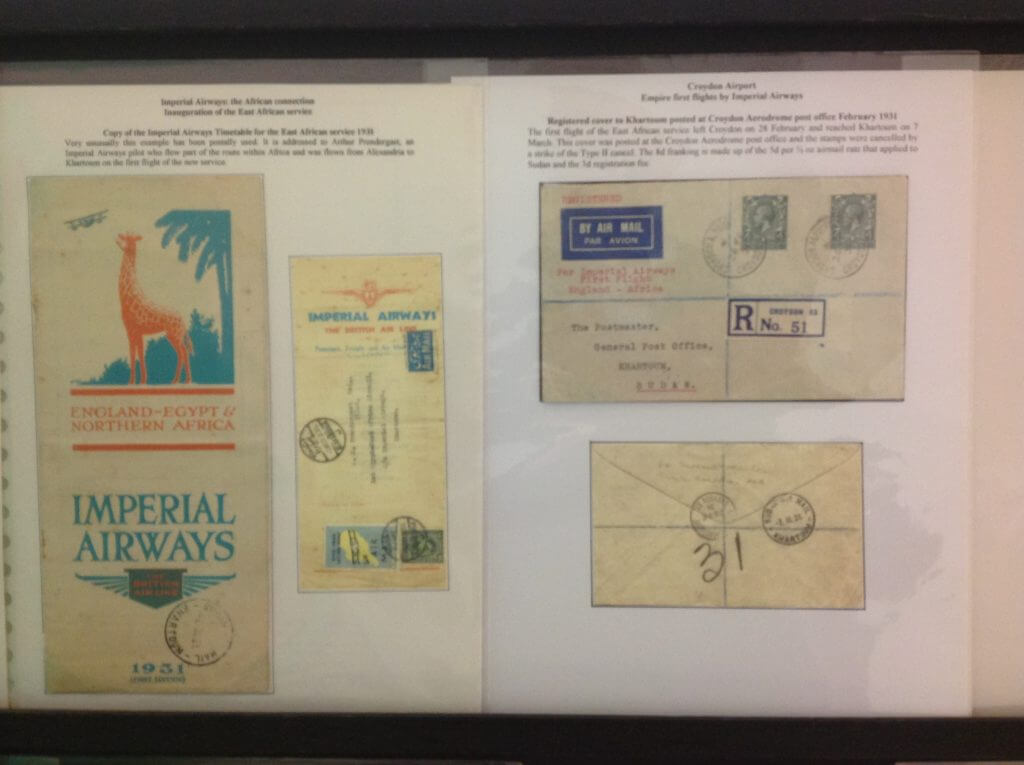 Imperial Airways: the African connection
Inauguration of the East African service
Copy of the Imperial Airways Timetable for the East African service 1931
Very unusually this example has been postally used. It is addressed to Arthur Prendergast, an
Imperial Airways pilot who flew part of the route within Africa and was flown from Alexandria to
Khartoum on the first flight of the new service.
ENGLAND-EGYPT &
NORTHERN AFRICA
IMPERIAL
AIRWAYS
THE
BRITISH
AIR LINE
KHARTOUM
MAIL
1931
IMPERIAL AIRWAYS
THE BRITISH AIR LINE
Croydon Airport
Empire first flights by Imperial Airways
Registered cover to Khartoum posted at Croydon Aerodrome post office February 1931
The first flight of the East African service left Croydon on 28 February and reached Khartoum on 7
March. This cover was posted at the Croydon Aerodrome post office and the stamps were cancelled by
a strike of the Type II cancel. The 8d franking is made up of the 5d per ½ oz airmail rate that applied to
Sudan and the 3d registration fee.
REGISTERED
BY AIR MAIL
PAR AVION
Per Imperial Airways
First Flight
England - Africa
R
CROYDON
No. 51
The Postmaster,
General Post Office,
KHARTOUM,
SUDAN.
MAIL
KHARTOUM
31